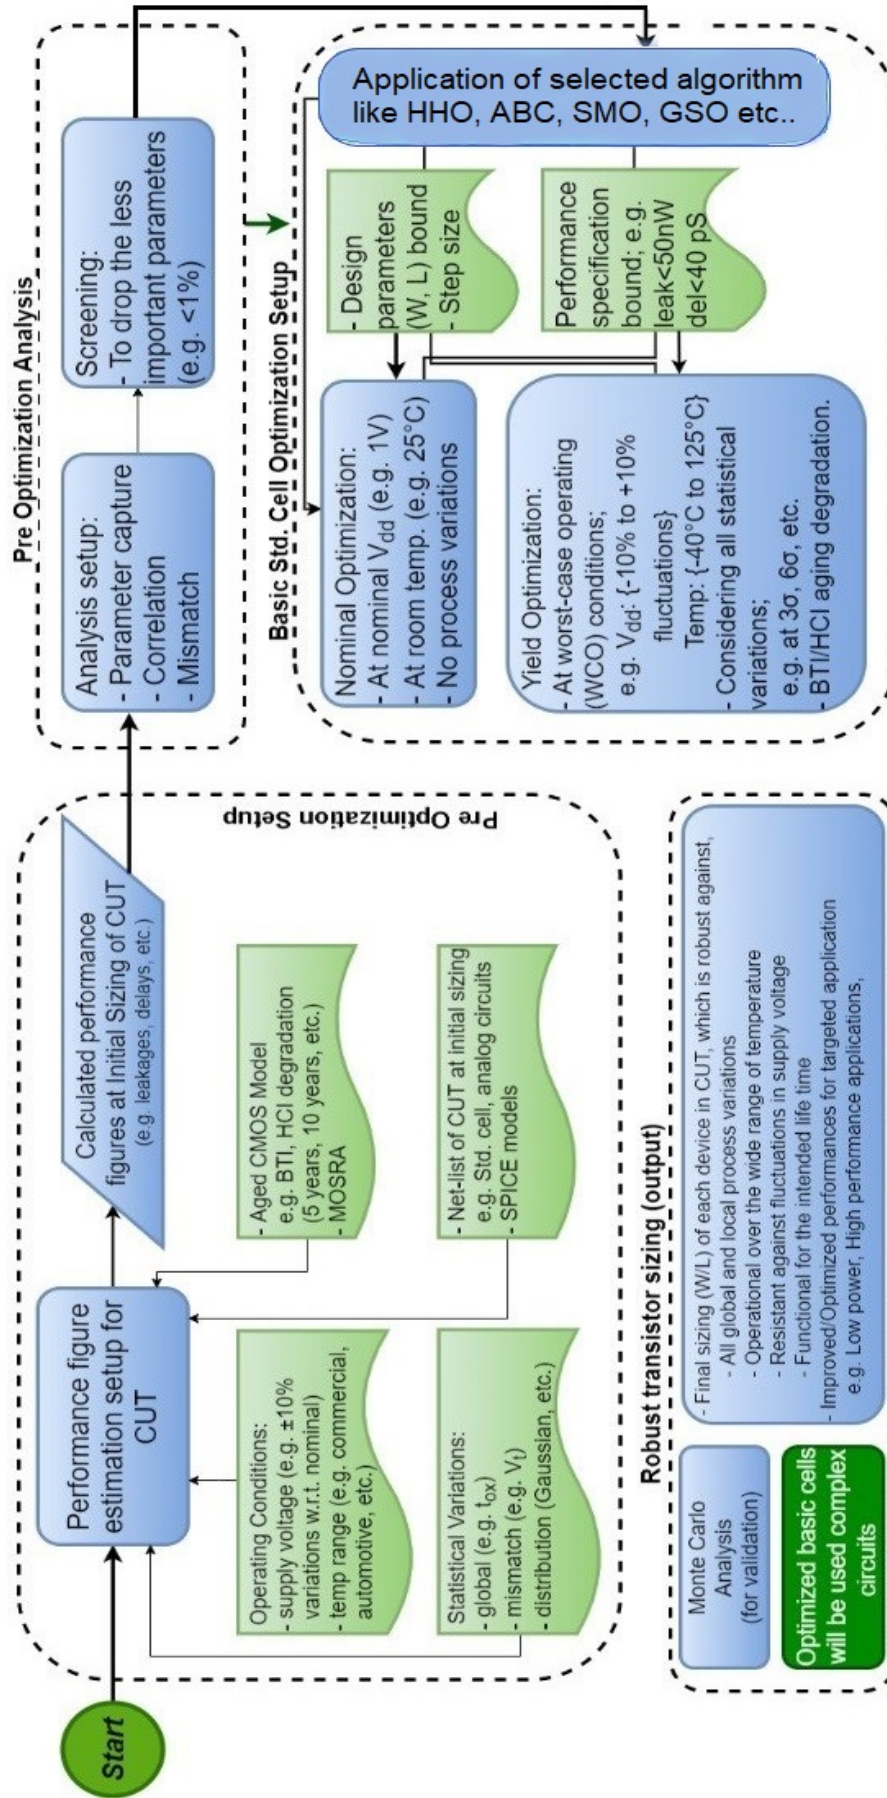 Start
Performance figure
estimation setup for
CUT
Calculated performance
figures at Initial Sizing of CUT
(e.g. leakages, delays, etc.)
Operating Conditions:
- supply voltage (e.g. ±10%
variations w.r.t. nominal)
- temp range (e.g. commercial,
automotive, etc.)
- Aged CMOS Model
e.g. BTI, HCI degradation
(5 years, 10 years, etc.)
- MOSRA
Statistical Variations:
- global (e.g. tox)
- mismatch (e.g. Vt)
- distribution (Gaussian, etc.)
- Net-list of CUT at initial sizing
e.g. Std. cell, analog circuits
- SPICE models
Pre Optimization Setup
Pre Optimization Analysis
Analysis setup:
- Parameter capture
- Correlation
- Mismatch
Screening:
- To drop the less
important parameters
(e.g. <1%)
Basic Std. Cell Optimization Setup
Application of selected algorithm
like HHO, ABC, SMO, GSO etc..
- Design
parameters
(W, L) bound
- Step size
Performance
specification
bound; e.g.
leak<50nW
del<40 pS
Nominal Optimization:
- At nominal Vdd (e.g. 1V)
- At room temp. (e.g. 25°C)
- No process variations
Yield Optimization:
- At worst-case operating
(WCO) conditions;
e.g. Vdd: {-10% to +10%
fluctuations}
Temp: {-40°C to 125°C}
- Considering all statistical
variations;
e.g. at 3σ, 6σ, etc.
- BTI/HCI aging degradation.
Robust transistor sizing (output)
Monte Carlo
Analysis
(for validation)
Optimized basic cells
will be used complex
circuits
- Final sizing (W/L) of each device in CUT, which is robust against,
- All global and local process variations
- Operational over the wide range of temperature
- Resistant against fluctuations in supply voltage
- Functional for the intended life time
- Improved/Optimized performances for targeted application
e.g. Low power, High performance applications,